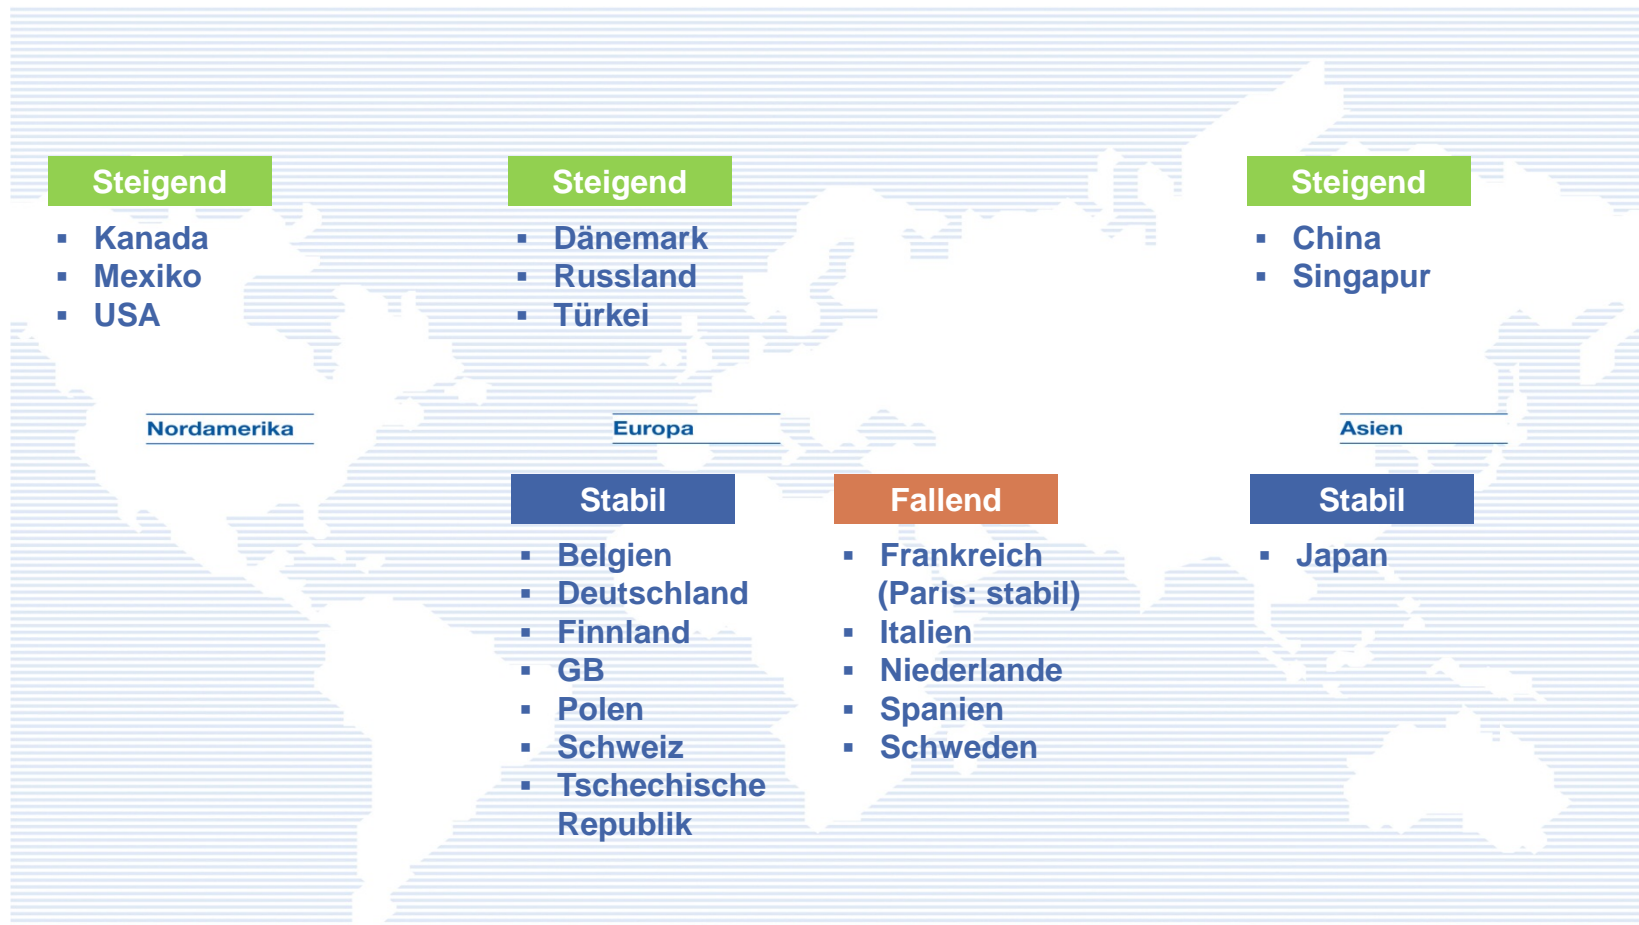 Steigend
Kanada
Mexiko
USA
Nordamerika
Steigend
Dänemark
Russland
Türkei
Europa
Stabil
Belgien
Deutschland
Finnland
GB
Polen
Schweiz
Tschechische
Republik
Fallend
Frankreich
(Paris: stabil)
Italien
Niederlande
Spanien
Schweden
Steigend
China
Singapur
Asien
Stabil
Japan